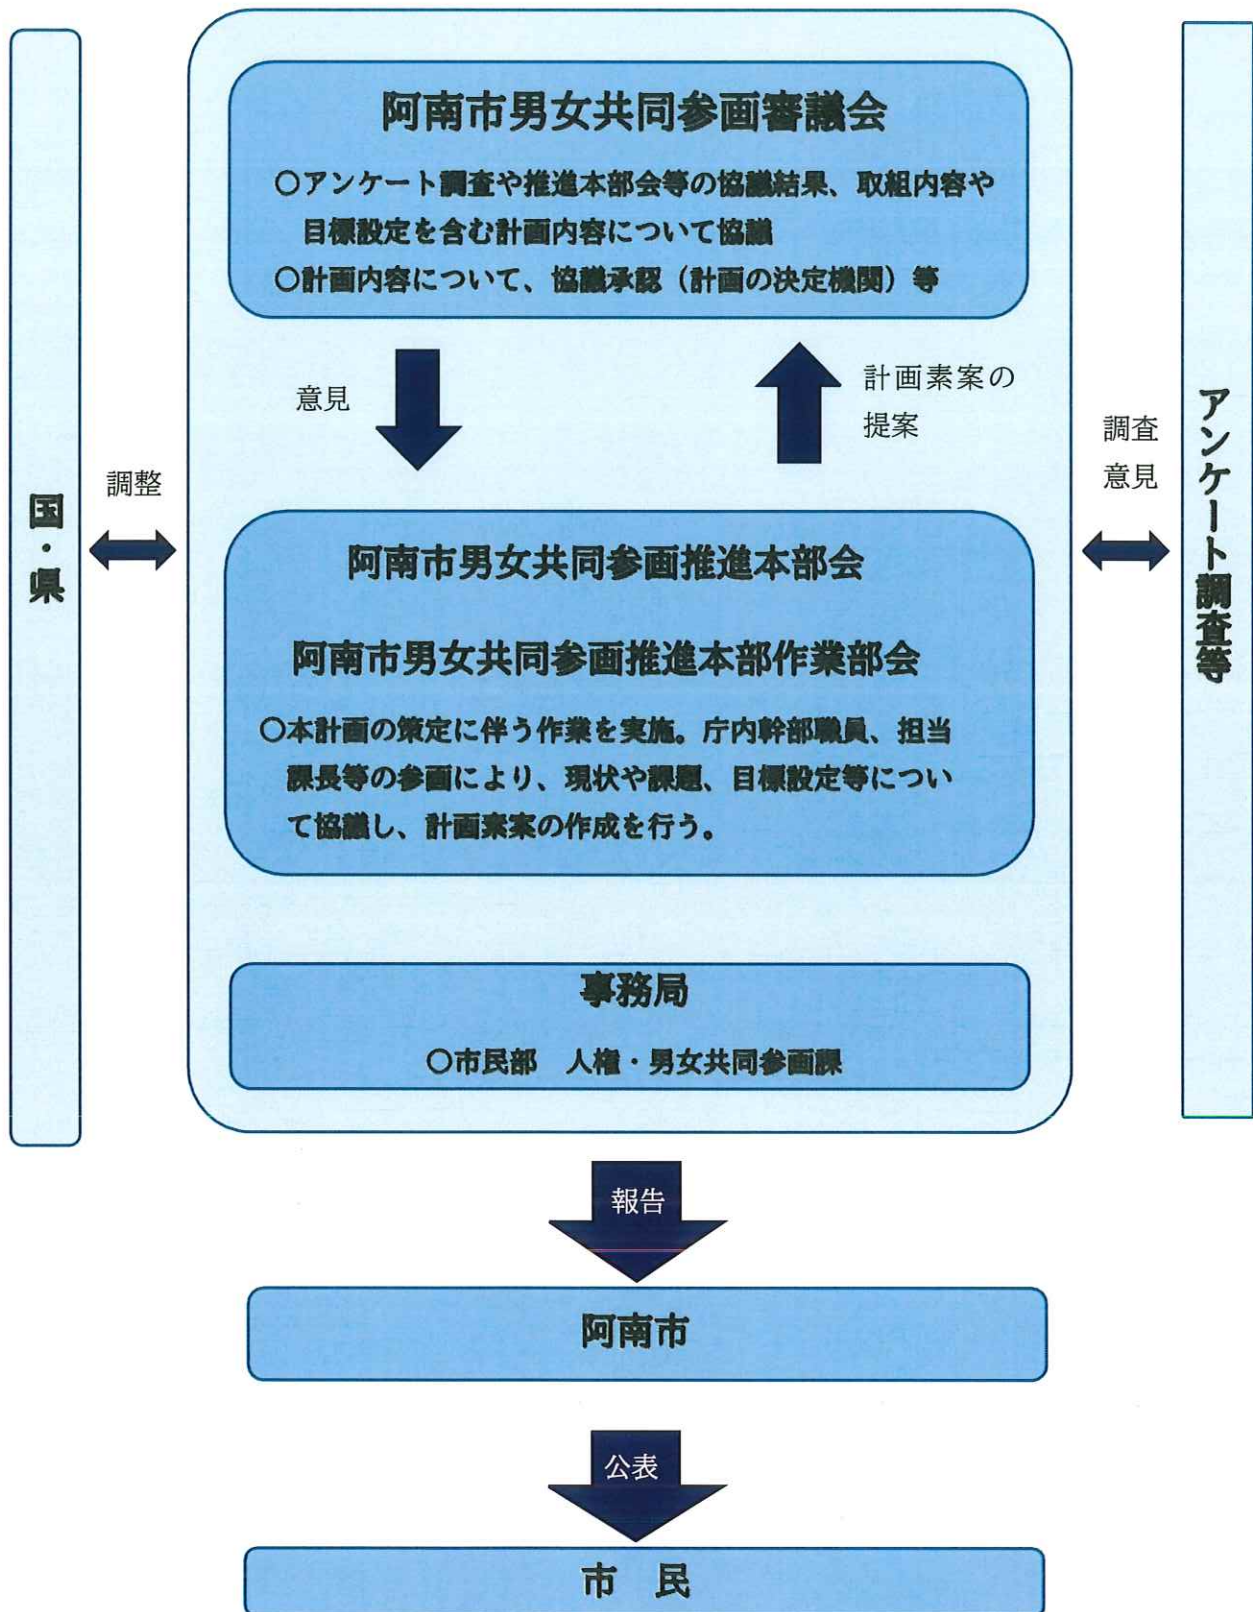 阿南市男女共同参画審議会
○アンケート調査や推進本部会等の協議結果、取組内容や
目標設定を含む計画内容について協議
○計画内容について、協議承認（計画の決定機関）等
意見
計画素案の
提案
国・県
調整
調査
意見
アンケート調査等
阿南市男女共同参画推進本部会
阿南市男女共同参画推進本部作業部会
○本計画の策定に伴う作業を実施。庁内幹部職員、担当
課長等の参画により、現状や課題、目標設定等につい
て協議し、計画素案の作成を行う。
事務局
○市民部　人権・男女共同参画課
報告
阿南市
公表
市　民